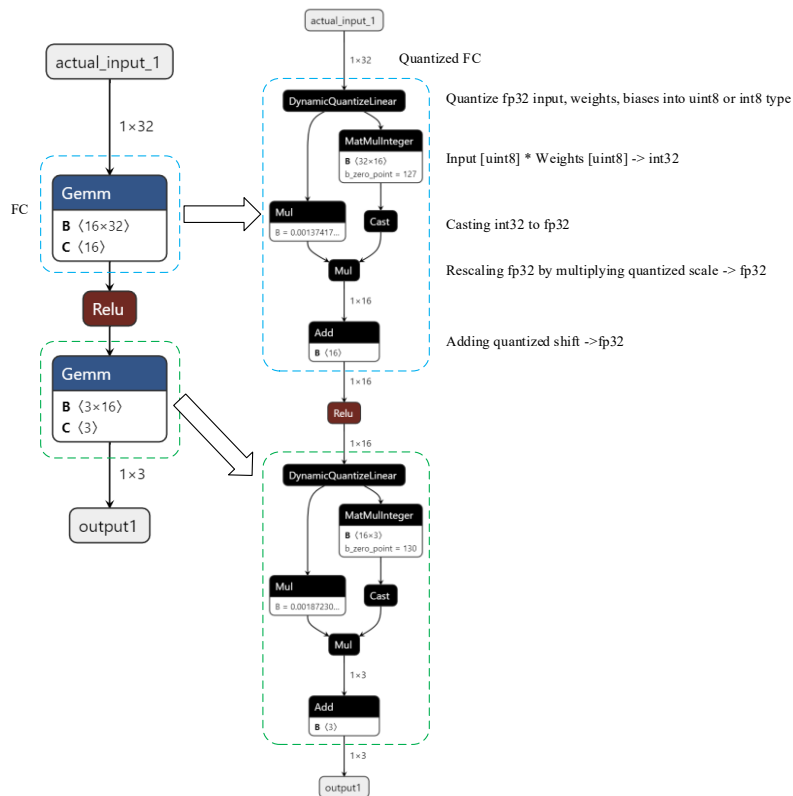 actual_input_1
1×32
FC
Gemm
B ⟨16×32⟩
C ⟨16⟩
Relu
Gemm
B ⟨3×16⟩
C ⟨3⟩
1×3
output1
actual_input_1
1×32
Quantized FC
DynamicQuantizeLinear
Quantize fp32 input, weights, biases into uint8 or int8 type
MatMulInteger
B ⟨32×16⟩
b_zero_point = 127
Input [uint8] * Weights [uint8] -> int32
Mul
B = 0.00137417...
Cast
Casting int32 to fp32
Mul
Rescaling fp32 by multiplying quantized scale -> fp32
1×16
Add
B ⟨16⟩
Adding quantized shift ->fp32
1×16
Relu
1×16
DynamicQuantizeLinear
MatMulInteger
B ⟨16×3⟩
b_zero_point = 130
Mul
B = 0.00187230...
Cast
Mul
1×3
Add
B ⟨3⟩
1×3
output1